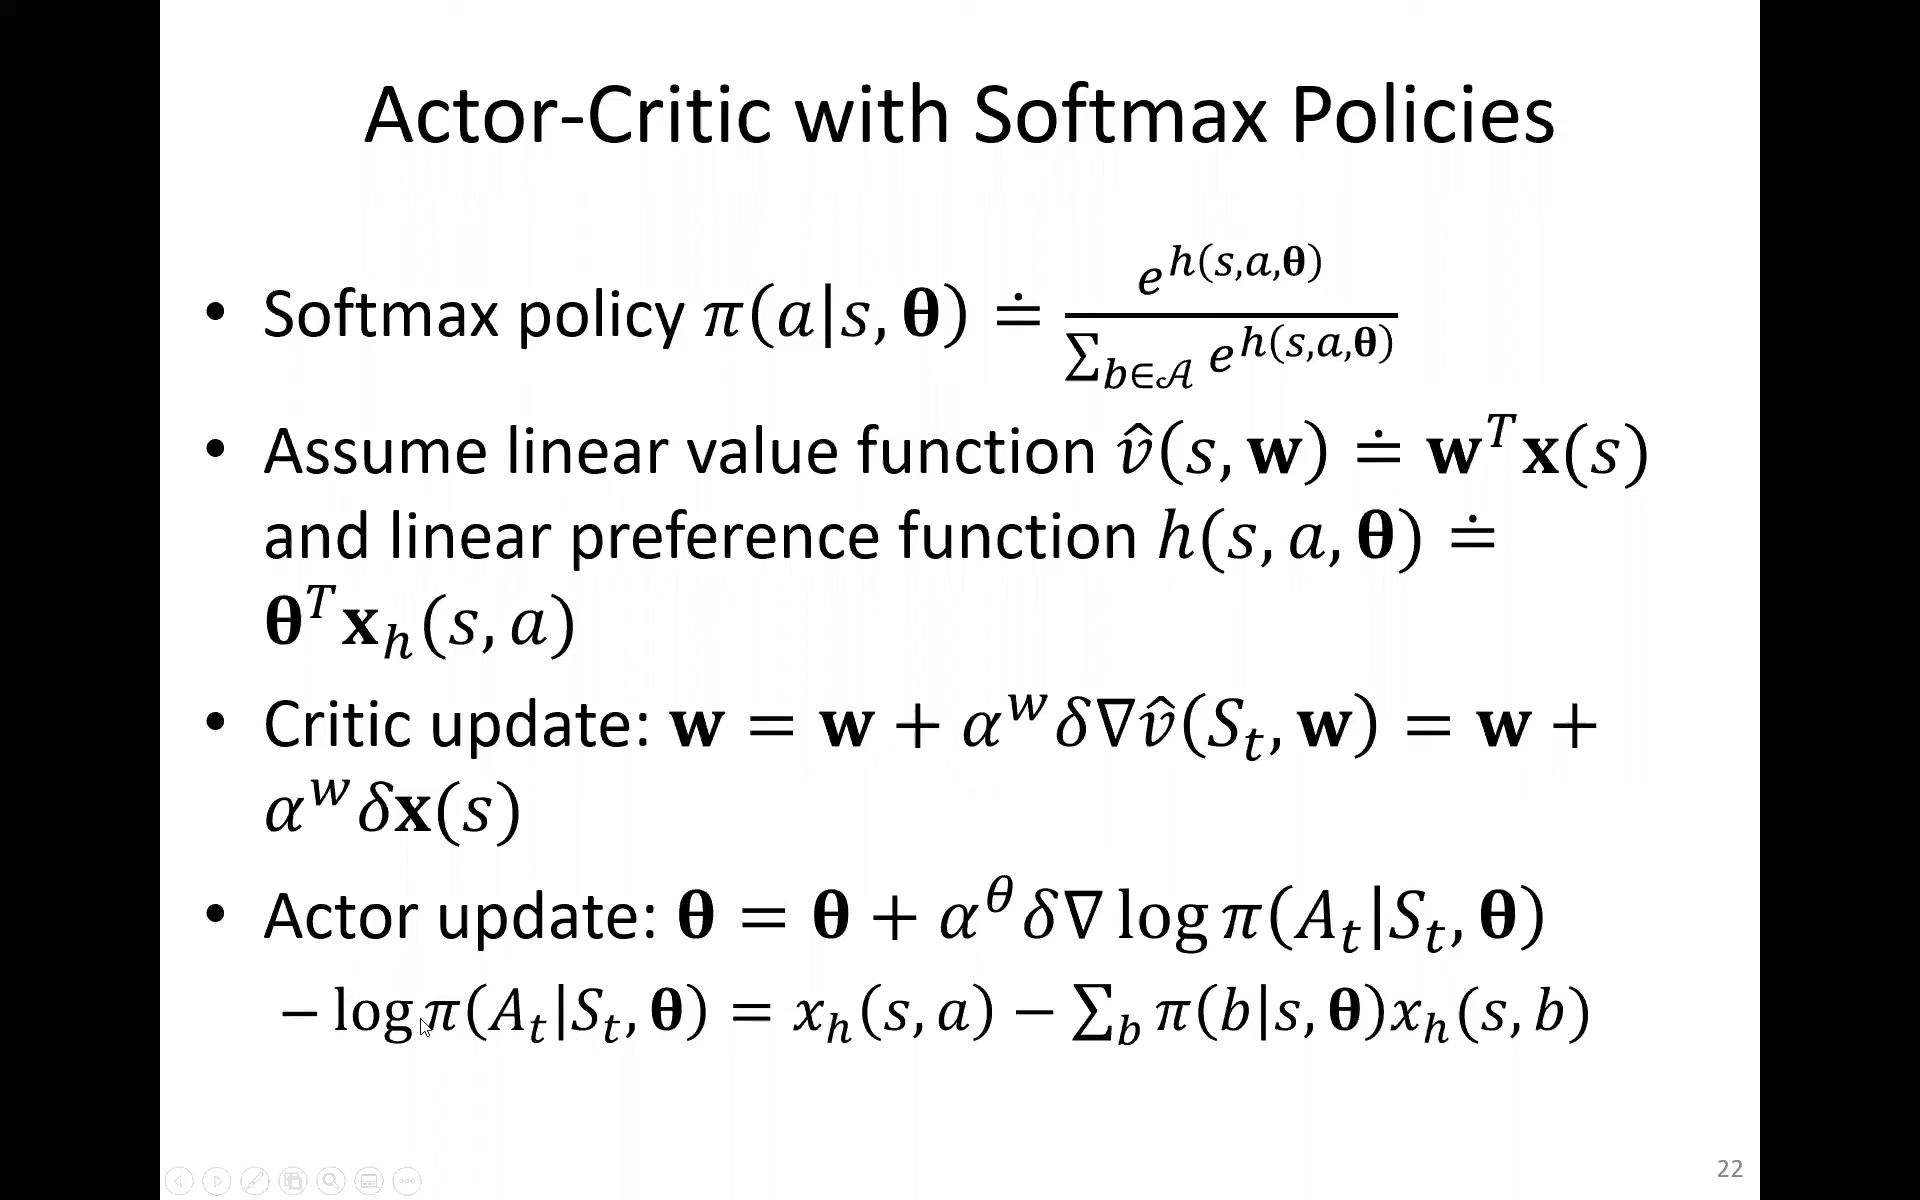 Actor-Critic with Softmax Policies
• Softmax policy π(a|s, 𝛉) ≐ e^{h(s,a,𝛉)} / ∑_{b∈𝒜} e^{h(s,a,𝛉)}
• Assume linear value function v̂(s, 𝐰) ≐ 𝐰^T 𝐱(s)
and linear preference function h(s, a, 𝛉) ≐
𝛉^T 𝐱_h(s, a)
• Critic update: 𝐰 = 𝐰 + α^w δ∇v̂(S_t, 𝐰) = 𝐰 +
α^w δ𝐱(s)
• Actor update: 𝛉 = 𝛉 + α^θ δ∇ log π(A_t|S_t, 𝛉)
– log π(A_t|S_t, 𝛉) = x_h(s, a) − ∑_b π(b|s, 𝛉)x_h(s, b)
22